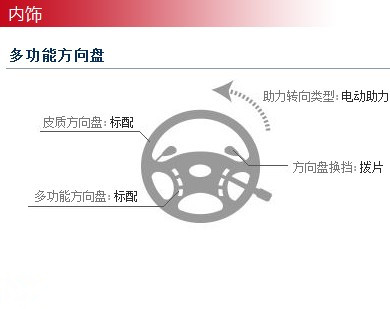 内饰
多功能方向盘
助力转向类型：电动助力
皮质方向盘：标配
方向盘换挡：拨片
多功能方向盘：标配